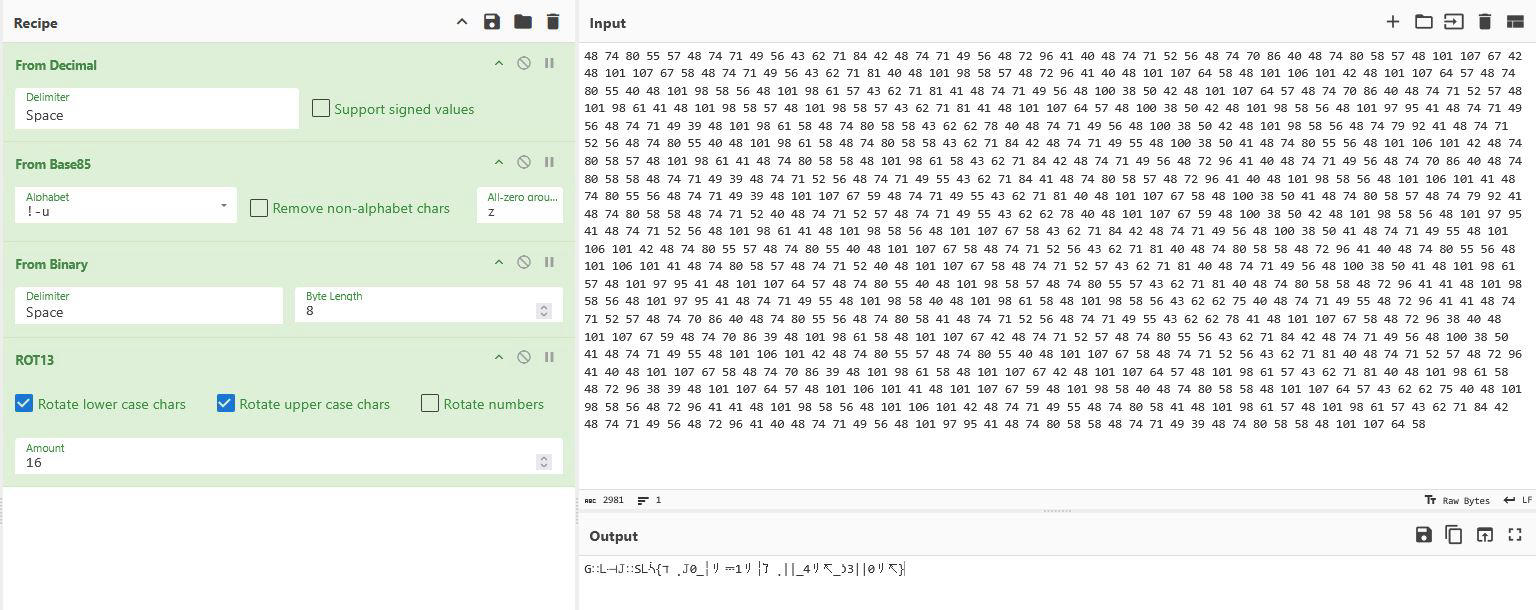 Recipe
From Decimal
Delimiter
Space
Support signed values
From Base85
Alphabet
!-u
Remove non-alphabet chars
All-zero grou...
z
From Binary
Delimiter
Space
Byte Length
8
ROT13
Rotate lower case chars
Rotate upper case chars
Rotate numbers
Amount
16
Input
48 74 80 55 57 48 74 71 49 56 43 62 71 84 42 48 74 71 49 56 48 72 96 41 40 48 74 71 52 56 48 74 70 86 40 48 74 80 58 57 48 101 107 67 42
48 101 107 67 58 48 74 71 49 56 43 62 71 81 40 48 101 98 58 57 48 72 96 41 40 48 101 107 64 58 48 101 106 101 42 48 101 107 64 57 48 74
80 55 40 48 101 98 58 56 48 101 98 61 57 43 62 71 81 41 48 74 71 49 56 48 100 38 50 42 48 101 107 64 57 48 74 70 86 40 48 74 71 52 57 48
101 98 61 41 48 101 98 58 57 48 101 98 58 57 43 62 71 81 41 48 101 107 64 57 48 100 38 50 42 48 101 98 58 56 48 101 97 95 41 48 74 71 49
56 48 74 71 49 39 48 101 98 61 58 48 74 80 58 58 43 62 62 78 40 48 74 71 49 56 48 100 38 50 42 48 101 98 58 56 48 74 79 92 41 48 74 71
52 56 48 74 80 55 40 48 101 98 61 58 48 74 80 58 58 43 62 71 84 42 48 74 71 49 55 48 100 38 50 41 48 74 80 55 56 48 101 106 101 42 48 74
80 58 57 48 101 98 61 41 48 74 80 58 58 48 101 98 61 58 43 62 71 84 42 48 74 71 49 56 48 72 96 41 40 48 74 71 49 56 48 74 70 86 40 48 74
80 58 58 48 74 71 49 39 48 74 71 52 56 48 74 71 49 55 43 62 71 84 41 48 74 80 58 57 48 72 96 41 40 48 101 98 58 56 48 101 106 101 41 48
74 80 55 56 48 74 71 49 39 48 101 107 67 59 48 74 71 49 55 43 62 71 81 40 48 101 107 67 58 48 100 38 50 41 48 74 80 58 57 48 74 79 92 41
48 74 80 58 58 48 74 71 52 40 48 74 71 52 57 48 74 71 49 55 43 62 62 78 40 48 101 107 67 59 48 100 38 50 42 48 101 98 58 56 48 101 97 95
41 48 74 71 52 56 48 101 98 61 41 48 101 98 58 56 48 101 107 67 58 43 62 71 84 42 48 74 71 49 56 48 100 38 50 41 48 74 71 49 55 48 101
106 101 42 48 74 80 55 57 48 74 80 55 40 48 101 107 67 58 48 74 71 52 56 43 62 71 81 40 48 74 80 58 58 48 72 96 41 40 48 74 80 55 56 48
101 106 101 41 48 74 80 58 57 48 74 71 52 40 48 101 107 67 58 48 74 71 52 57 43 62 71 81 40 48 74 71 49 56 48 100 38 50 41 48 101 98 61
57 48 101 97 95 41 48 101 107 64 57 48 74 80 55 40 48 101 98 58 57 48 74 80 55 57 43 62 71 81 40 48 74 80 58 58 48 72 96 41 41 48 101 98
58 56 48 101 97 95 41 48 74 71 49 55 48 101 98 58 40 48 101 98 61 58 48 101 98 58 56 43 62 62 75 40 48 74 71 49 55 48 72 96 41 41 48 74
71 52 57 48 74 70 86 40 48 74 80 55 56 48 74 80 58 41 48 74 71 52 56 48 74 71 49 55 43 62 62 78 41 48 101 107 67 58 48 72 96 38 40 48
101 107 67 59 48 74 70 86 39 48 101 98 61 58 48 101 107 67 42 48 74 71 52 57 48 74 80 55 56 43 62 71 84 42 48 74 71 49 56 48 100 38 50
41 48 74 71 49 55 48 101 106 101 42 48 74 80 55 57 48 74 80 55 40 48 101 107 67 58 48 74 71 52 56 43 62 71 81 40 48 74 71 52 57 48 72 96
41 40 48 101 107 67 58 48 74 70 86 39 48 101 98 61 58 48 101 107 67 42 48 101 107 64 57 48 101 98 61 57 43 62 71 81 40 48 101 98 61 58
48 72 96 38 39 48 101 107 64 57 48 101 106 101 41 48 101 107 67 59 48 101 98 58 40 48 74 80 58 58 48 101 107 64 57 43 62 62 75 40 48 101
98 58 56 48 72 96 41 41 48 101 98 58 56 48 101 106 101 42 48 74 71 49 55 48 74 80 58 41 48 101 98 61 57 48 101 98 61 57 43 62 71 84 42
48 74 71 49 56 48 72 96 41 40 48 74 71 49 56 48 101 97 95 41 48 74 80 58 58 48 74 71 49 39 48 74 80 58 58 48 101 107 64 58
ABC 2981
1
Raw Bytes
LF
Output